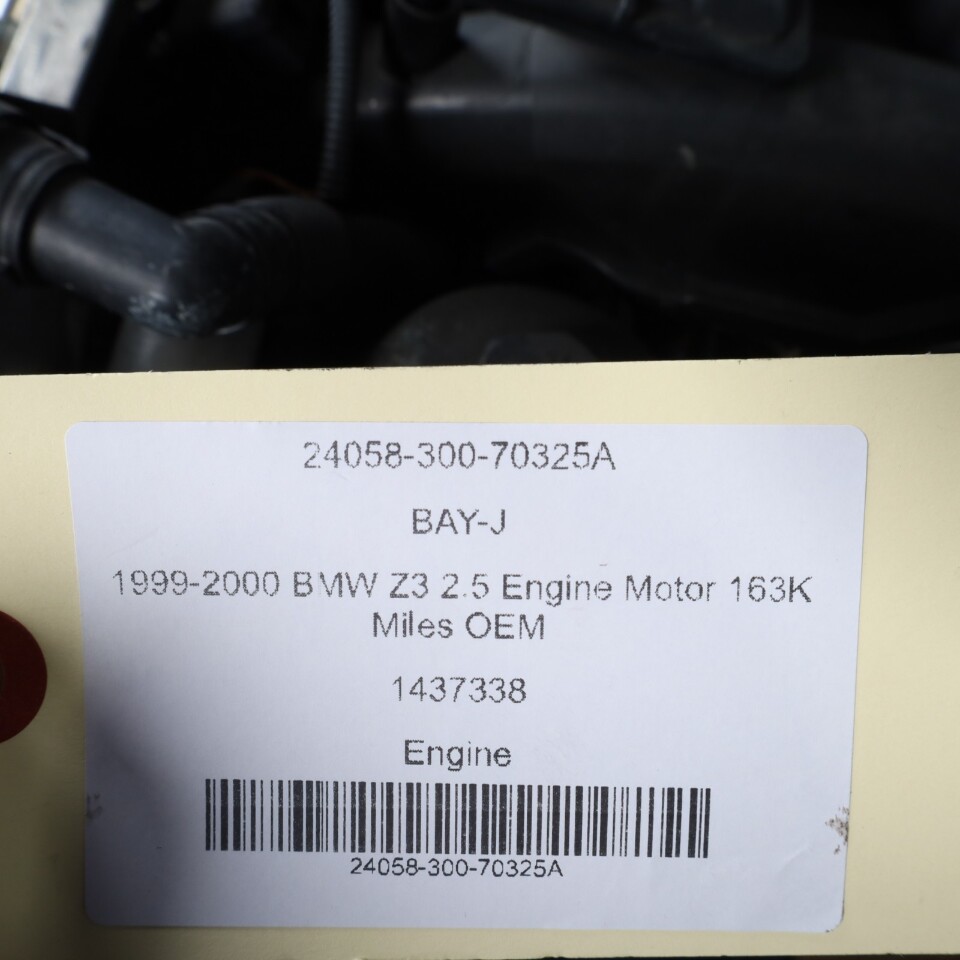 24058-300-70325A
BAY-J
1999-2000 BMW Z3 2.5 Engine Motor 163K
Miles OEM
1437338
Engine
24058-300-70325A